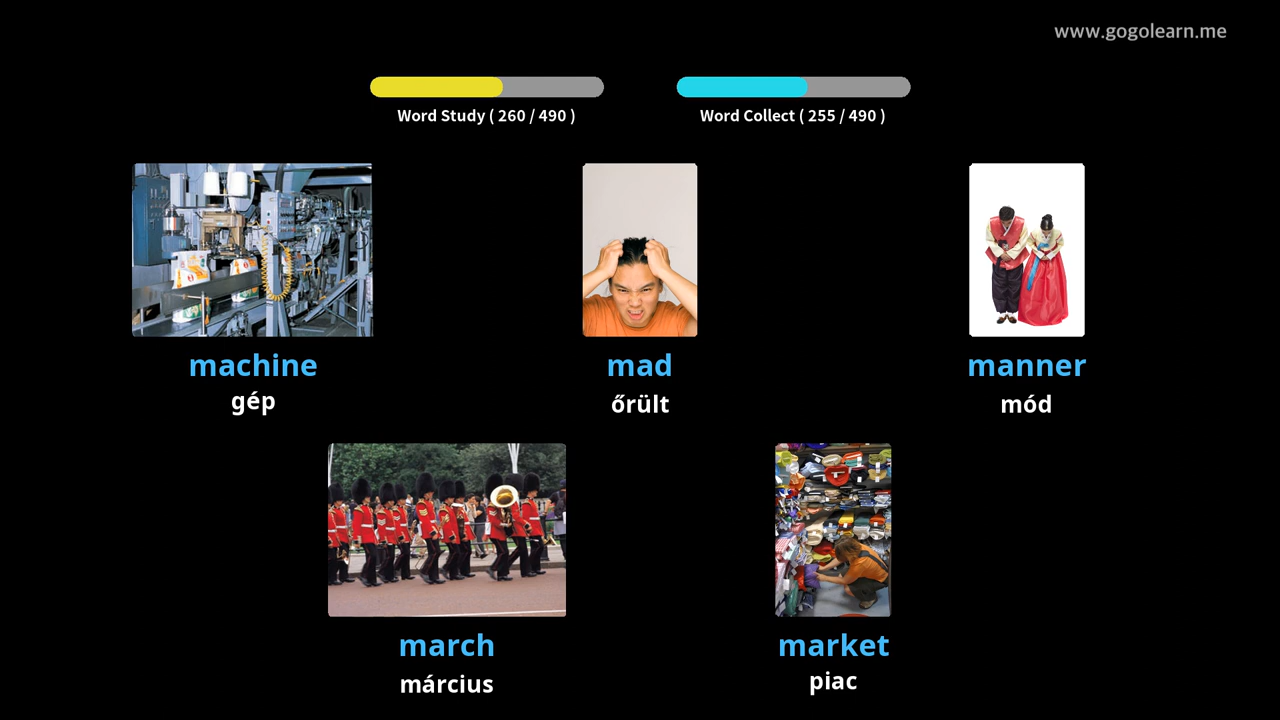 www.gogolearn.me
Word Study ( 260 / 490 )
Word Collect ( 255 / 490 )
machine
gép
mad
őrült
manner
mód
march
március
market
piac